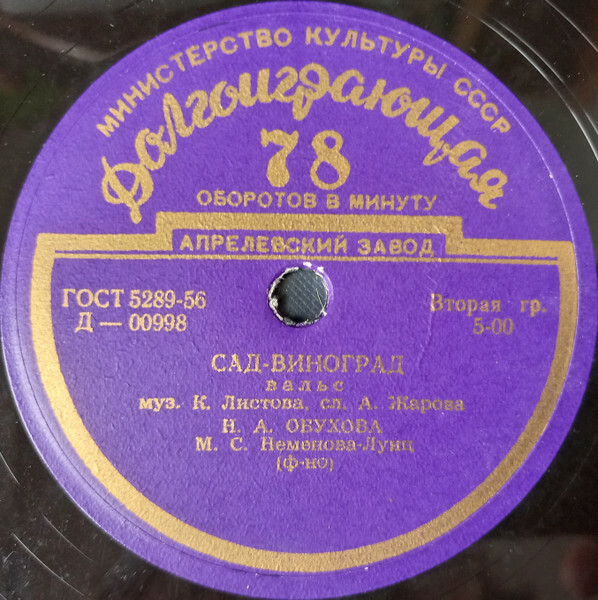 МИНИСТЕРСТВО КУЛЬТУРЫ СССР
Долгоиграющая
78
ОБОРОТОВ В МИНУТУ
АПРЕЛЕВСКИЙ ЗАВОД
ГОСТ 5289-56
Д — 00998
Вторая гр.
5-00
САД-ВИНОГРАД
вальс
муз. К. Листова, сл. А. Жарова
Н. А. ОБУХОВА
М. С. Неменова-Лунц
(ф-но)